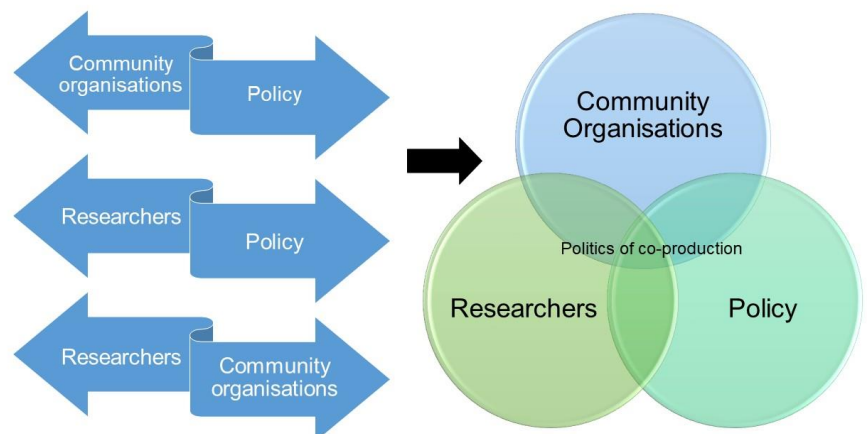 Community
organisations
Policy
Researchers
Policy
Researchers
Community
organisations
Community
Organisations
Politics of co-production
Researchers
Policy